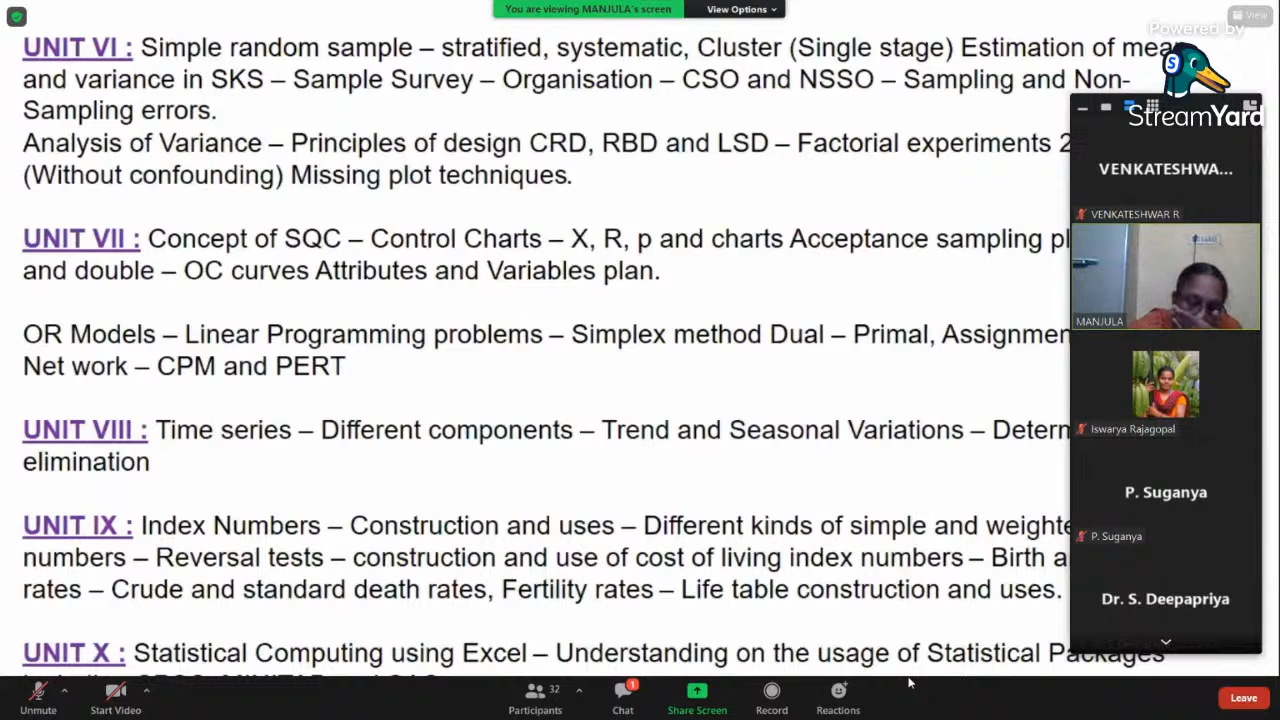 You are viewing MANJULA's screen
View Options
View
Powered by
StreamYard
UNIT VI : Simple random sample – stratified, systematic, Cluster (Single stage) Estimation of mean
and variance in SKS – Sample Survey – Organisation – CSO and NSSO – Sampling and Non-
Sampling errors.
Analysis of Variance – Principles of design CRD, RBD and LSD – Factorial experiments 2
(Without confounding) Missing plot techniques.
UNIT VII : Concept of SQC – Control Charts – X, R, p and charts Acceptance sampling pl
and double – OC curves Attributes and Variables plan.
OR Models – Linear Programming problems – Simplex method Dual – Primal, Assignmen
Net work – CPM and PERT
UNIT VIII : Time series – Different components – Trend and Seasonal Variations – Determ
elimination
UNIT IX : Index Numbers – Construction and uses – Different kinds of simple and weighte
numbers – Reversal tests – construction and use of cost of living index numbers – Birth a
rates – Crude and standard death rates, Fertility rates – Life table construction and uses.
UNIT X : Statistical Computing using Excel – Understanding on the usage of Statistical Packages
VENKATESHWA...
VENKATESHWAR R
MANJULA
Iswarya Rajagopal
P. Suganya
P. Suganya
Dr. S. Deepapriya
Unmute
Start Video
32
Participants
1
Chat
Share Screen
Record
Reactions
Leave